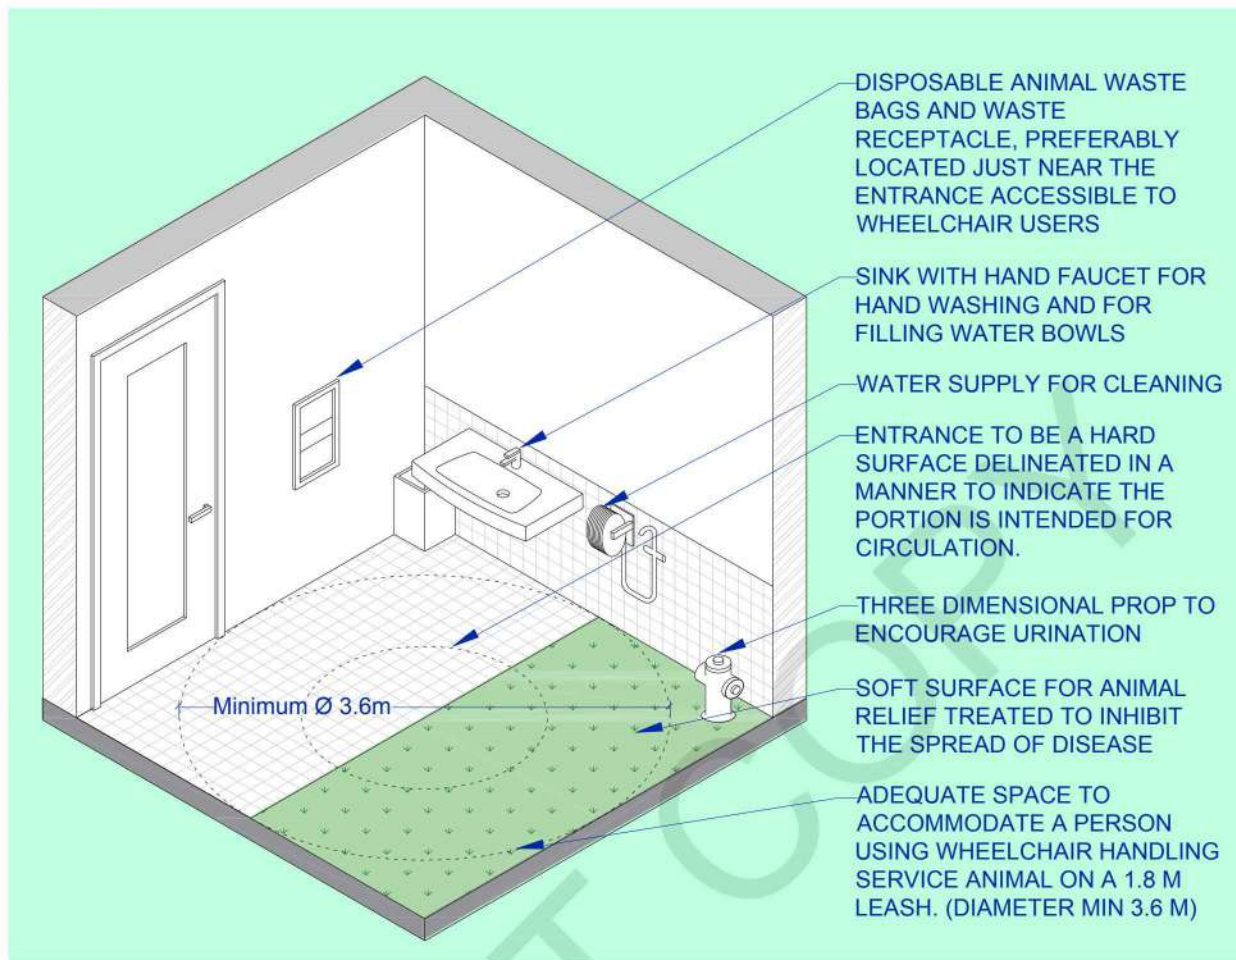 DISPOSABLE ANIMAL WASTE
BAGS AND WASTE
RECEPTACLE, PREFERABLY
LOCATED JUST NEAR THE
ENTRANCE ACCESSIBLE TO
WHEELCHAIR USERS
SINK WITH HAND FAUCET FOR
HAND WASHING AND FOR
FILLING WATER BOWLS
WATER SUPPLY FOR CLEANING
ENTRANCE TO BE A HARD
SURFACE DELINEATED IN A
MANNER TO INDICATE THE
PORTION IS INTENDED FOR
CIRCULATION.
THREE DIMENSIONAL PROP TO
ENCOURAGE URINATION
SOFT SURFACE FOR ANIMAL
RELIEF TREATED TO INHIBIT
THE SPREAD OF DISEASE
ADEQUATE SPACE TO
ACCOMMODATE A PERSON
USING WHEELCHAIR HANDLING
SERVICE ANIMAL ON A 1.8 M
LEASH. (DIAMETER MIN 3.6 M)
Minimum Ø 3.6m
T COPY